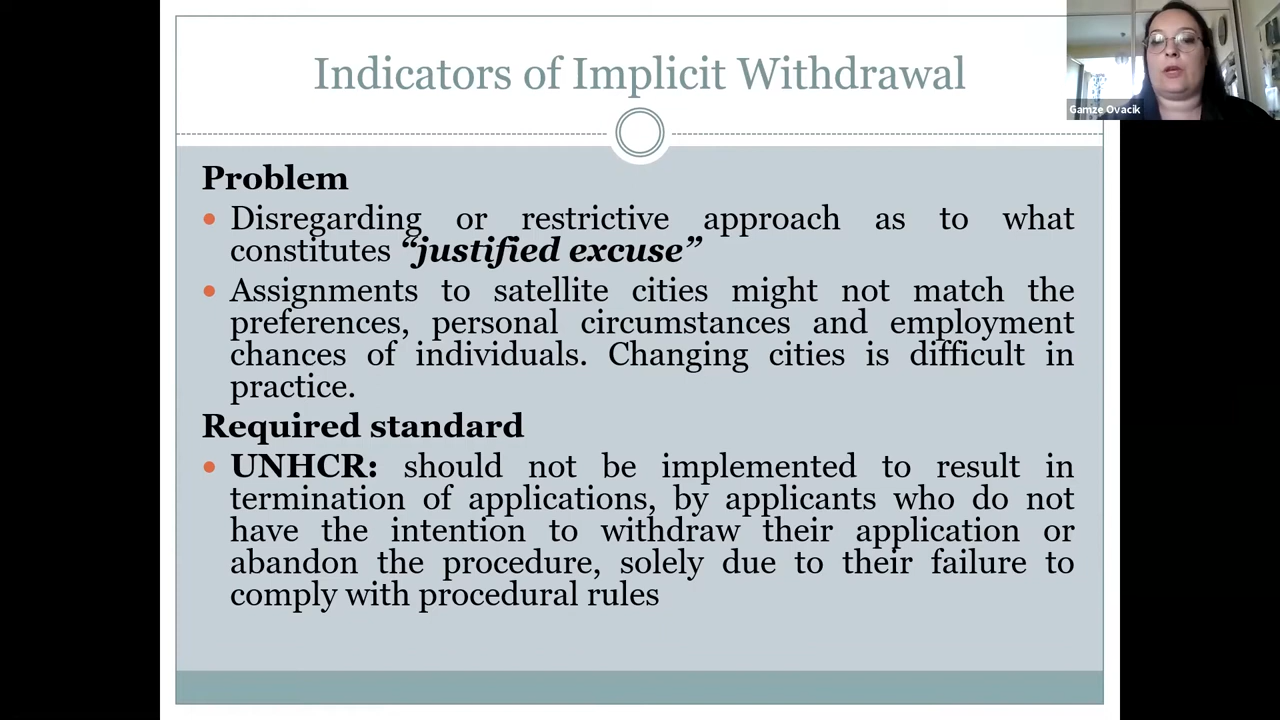 Indicators of Implicit Withdrawal
Gamze Ovacik
Problem
• Disregarding or restrictive approach as to what
constitutes “justified excuse”
• Assignments to satellite cities might not match the
preferences, personal circumstances and employment
chances of individuals. Changing cities is difficult in
practice.
Required standard
• UNHCR: should not be implemented to result in
termination of applications, by applicants who do not
have the intention to withdraw their application or
abandon the procedure, solely due to their failure to
comply with procedural rules